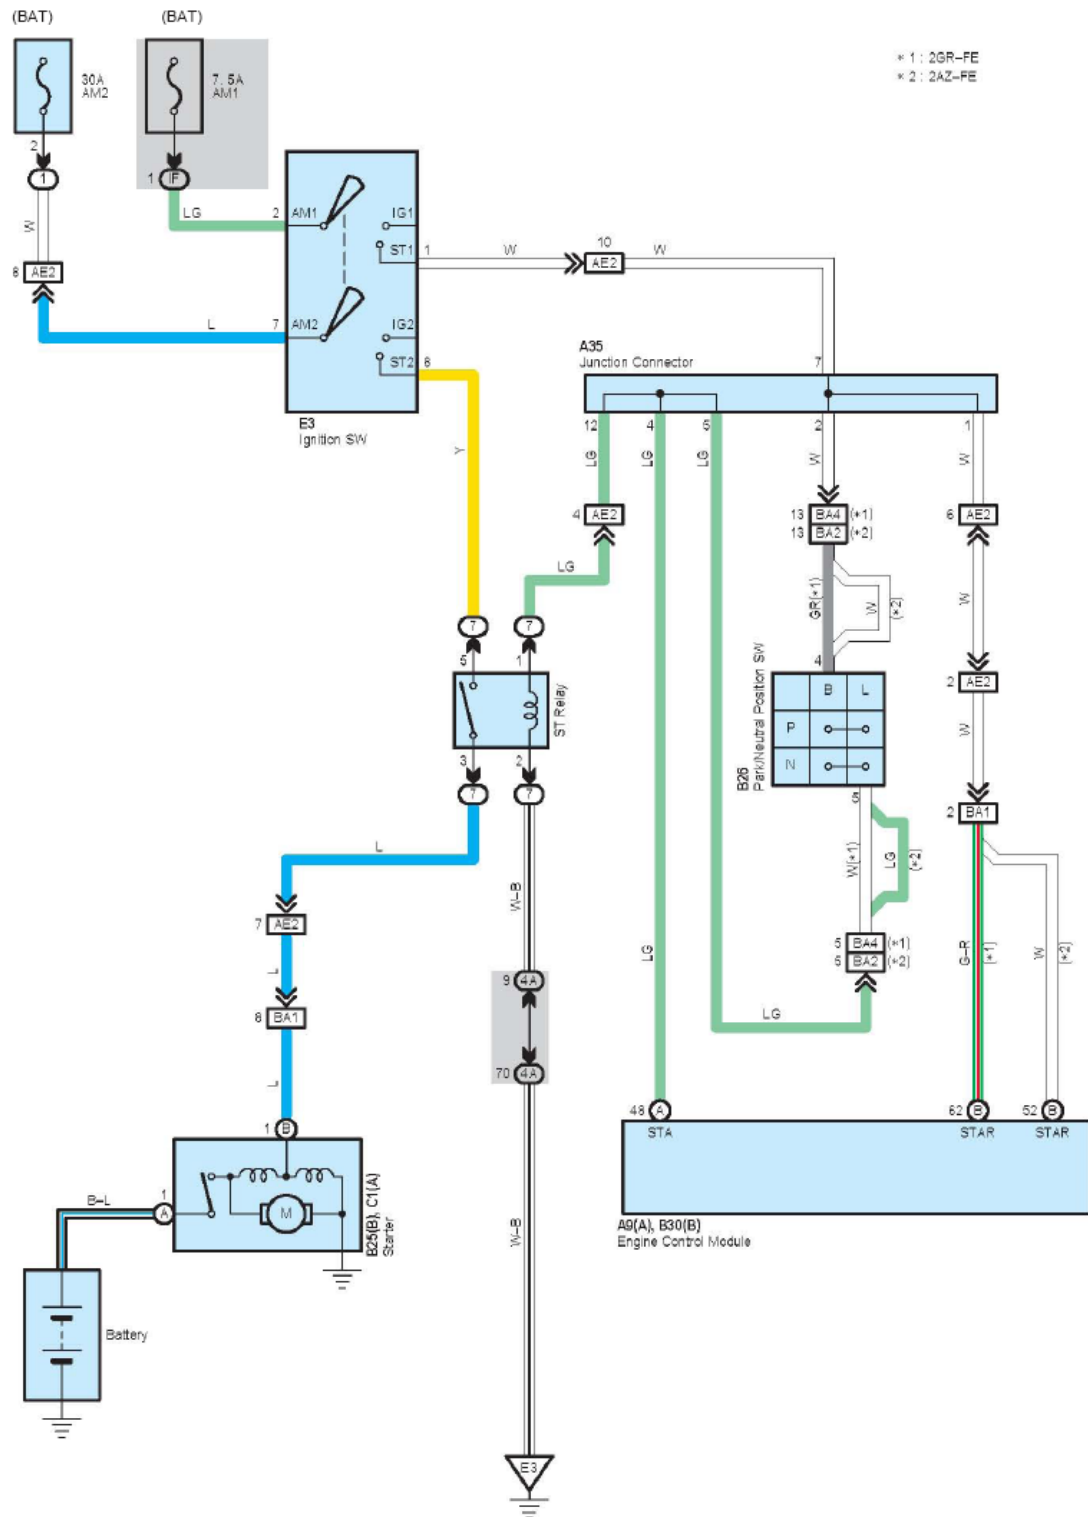 (BAT)
(BAT)
* 1 : 2GR–FE
* 2 : 2AZ–FE
30A
AM2
7. 5A
AM1
2
1
1
IF
LG
2
AM1
IG1
ST1
1
W
10
AE2
W
W
8
AE2
L
7
AM2
IG2
ST2
6
E3
Ignition SW
A35
Junction Connector
7
12
4
5
2
1
LG
LG
LG
W
W
Y
4
AE2
13
BA4
(*1)
13
BA2
(*2)
6
AE2
LG
GR(*1)
W
(*2)
W
7
7
5
1
4
ST Relay
B26
Park/Neutral Position SW
B
L
P
N
2
AE2
W
3
2
7
7
6
2
BA1
L
W–B
W(*1)
LG
(*2)
7
AE2
LG
5
BA4
(*1)
5
BA2
(*2)
G–R
(*1)
W
(*2)
L
9
4A
8
BA1
LG
70
4A
L
1
B
48
A
62
B
52
B
STA
STAR
STAR
B–L
1
A
M
B25(B), C1(A)
Starter
W–B
A9(A), B30(B)
Engine Control Module
Battery
E3